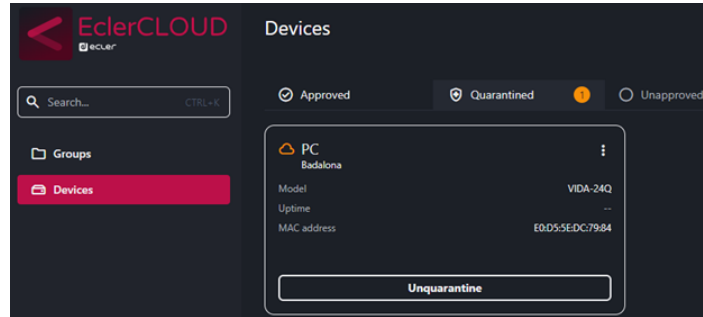 EclerCLOUD
ecler
Devices
Search...
CTRL+K
Approved
Quarantined
1
Unapproved
Groups
Devices
PC
Badalona
Model
VIDA-24Q
Uptime
--
MAC address
E0:D5:5E:DC:79:84
Unquarantine